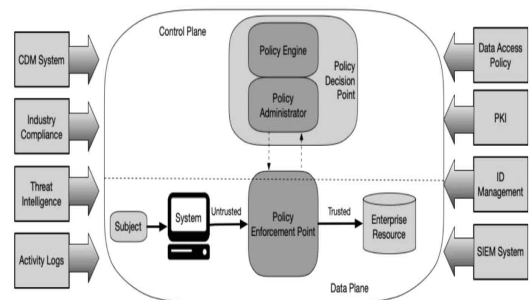 Control Plane
CDM System
Industry
Compliance
Threat
Intelligence
Activity Logs
Policy Engine
Policy
Administrator
Policy
Decision
Point
Data Access
Policy
PKI
ID
Management
SIEM System
Subject
System
Untrusted
Policy
Enforcement Point
Trusted
Enterprise
Resource
Data Plane